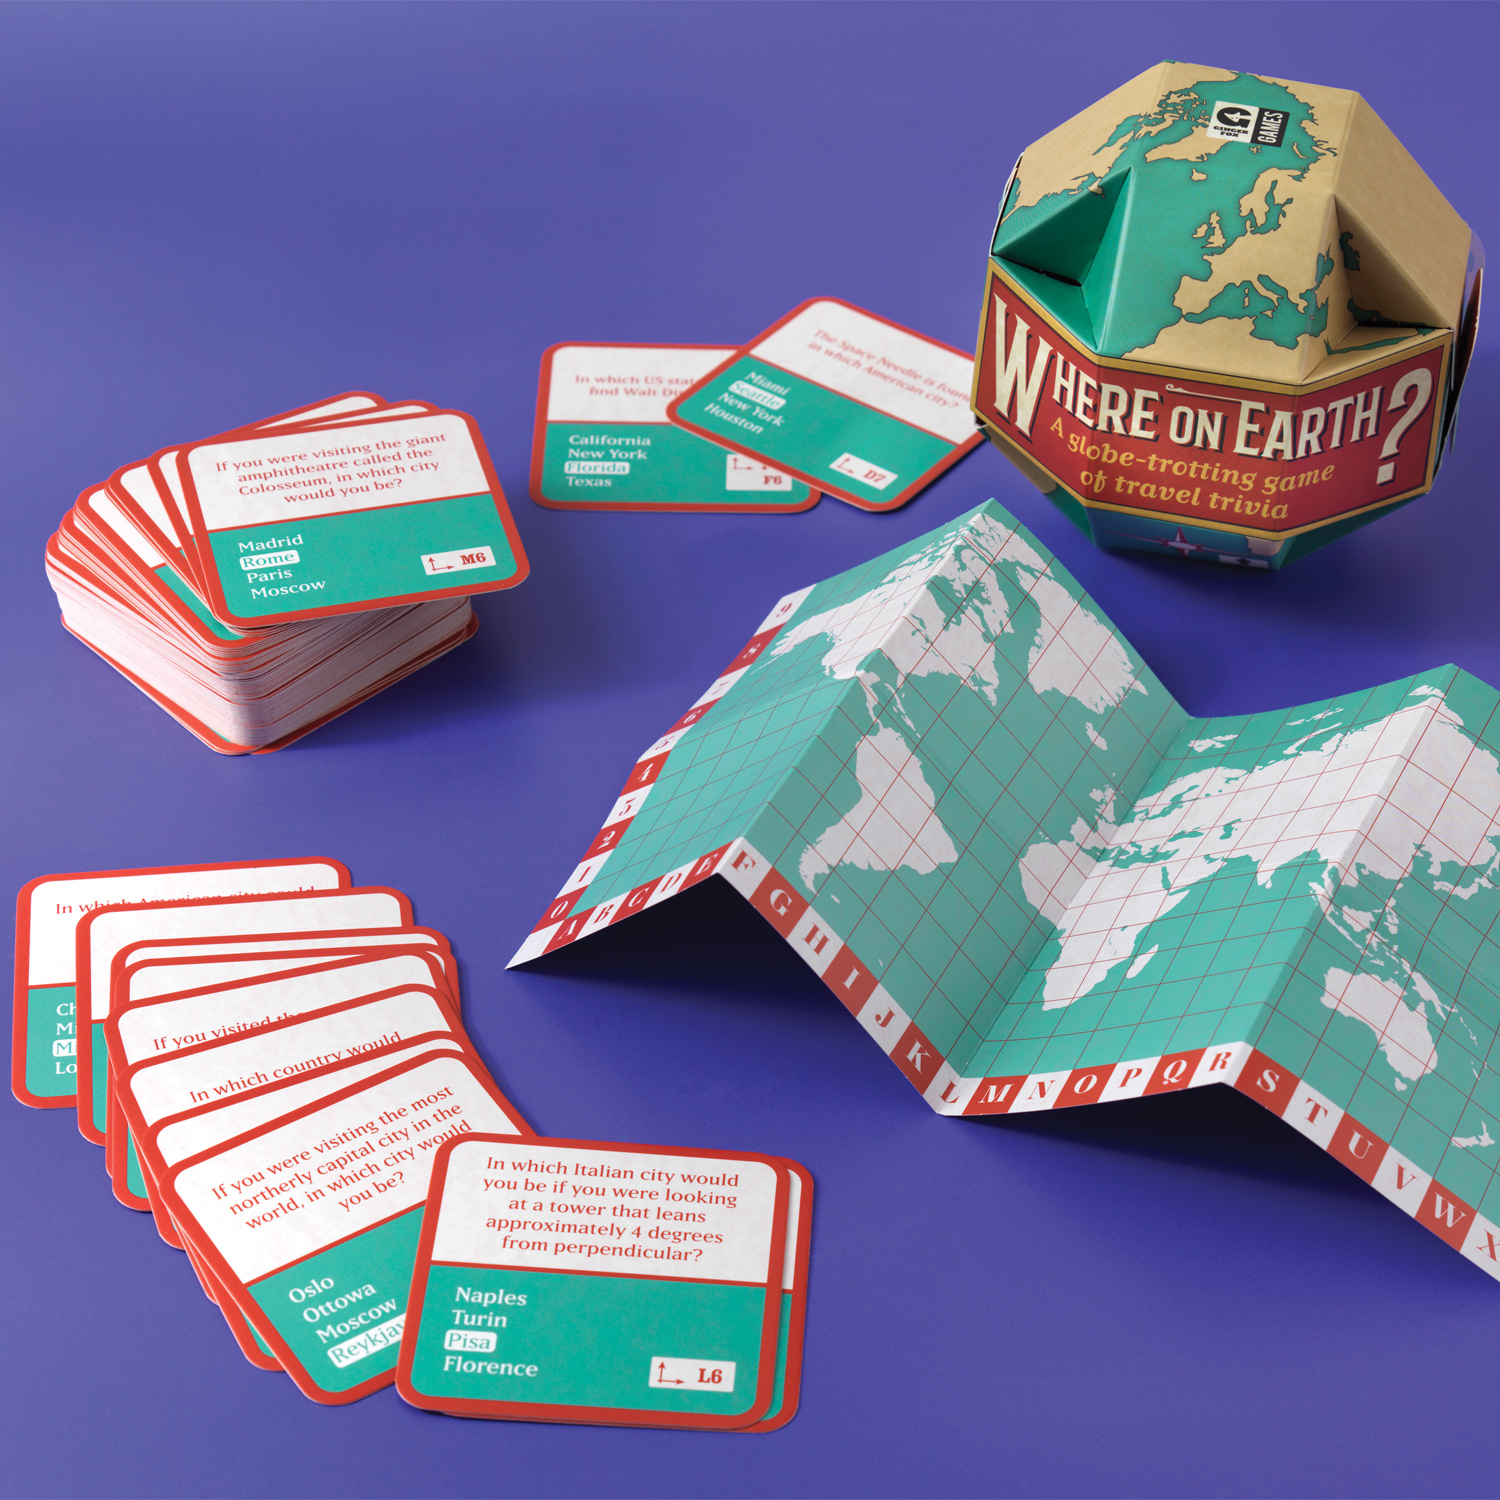 GINGER
FOX
GAMES
WHERE ON EARTH?
A globe-trotting game
of travel trivia
The Space Needle is found
in which American city?
Miami
Seattle
New York
Houston
D7
In which US
find Walt
California
New York
Florida
Texas
F6
If you were visiting the giant
amphitheatre called the
Colosseum, in which city
would you be?
Madrid
Rome
Paris
Moscow
M6
9
8
7
6
5
4
3
2
1
0
A B C D E F G H I J K L M N O P Q R S T U V W X
In which American city could
If you visited
In which country would
If you were visiting the most
northerly capital city in the
world, in which city would
you be?
Oslo
Ottowa
Moscow
In which Italian city would
you be if you were looking
at a tower that leans
approximately 4 degrees
from perpendicular?
Naples
Turin
Pisa
Florence
L6